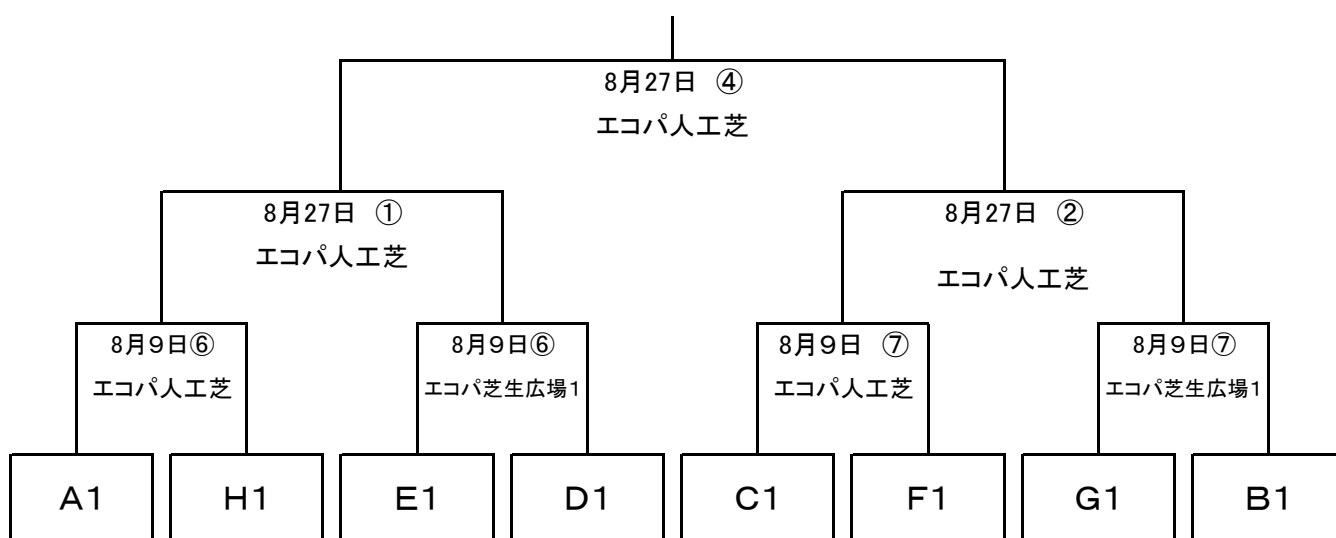 8月27日 ④
エコパ人工芝
8月27日 ①
エコパ人工芝
8月27日 ②
エコパ人工芝
8月９日⑥
エコパ人工芝
8月９日⑥
エコパ芝生広場１
8月９日 ⑦
エコパ人工芝
8月９日⑦
エコパ芝生広場１
Ａ１
Ｈ１
Ｅ１
Ｄ１
Ｃ１
Ｆ１
Ｇ１
Ｂ１